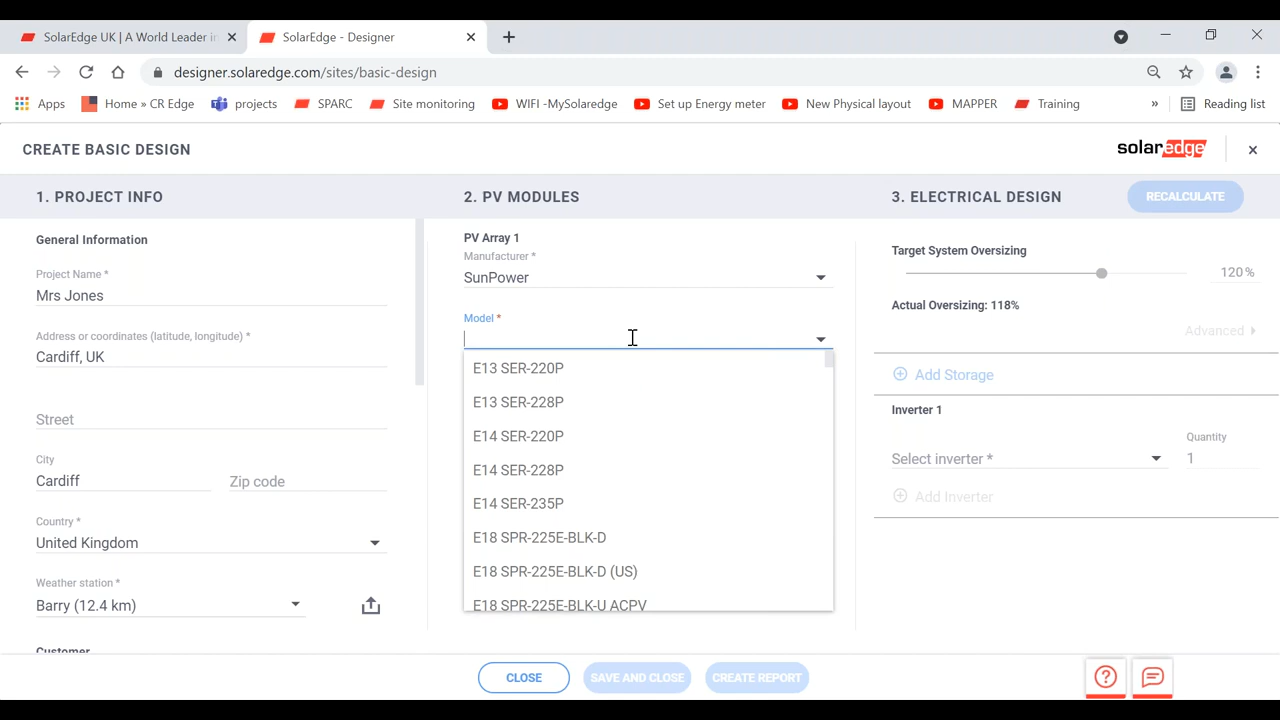 SolarEdge UK | A World Leader in
SolarEdge - Designer
designer.solaredge.com/sites/basic-design
Apps
Home » CR Edge
projects
SPARC
Site monitoring
WIFI -MySolaredge
Set up Energy meter
New Physical layout
MAPPER
Training
»
Reading list
CREATE BASIC DESIGN
solaredge
1. PROJECT INFO
2. PV MODULES
3. ELECTRICAL DESIGN
RECALCULATE
General Information
Project Name *
Mrs Jones
Address or coordinates (latitude, longitude) *
Cardiff, UK
Street
City
Cardiff
Zip code
Country *
United Kingdom
Weather station *
Barry (12.4 km)
Customer
PV Array 1
Manufacturer *
SunPower
Model *
E13 SER-220P
E13 SER-228P
E14 SER-220P
E14 SER-228P
E14 SER-235P
E18 SPR-225E-BLK-D
E18 SPR-225E-BLK-D (US)
E18 SPR-225E-BLK-U ACPV
Target System Oversizing
120 %
Actual Oversizing: 118%
Advanced
Add Storage
Inverter 1
Quantity
Select inverter *
1
Add Inverter
CLOSE
SAVE AND CLOSE
CREATE REPORT